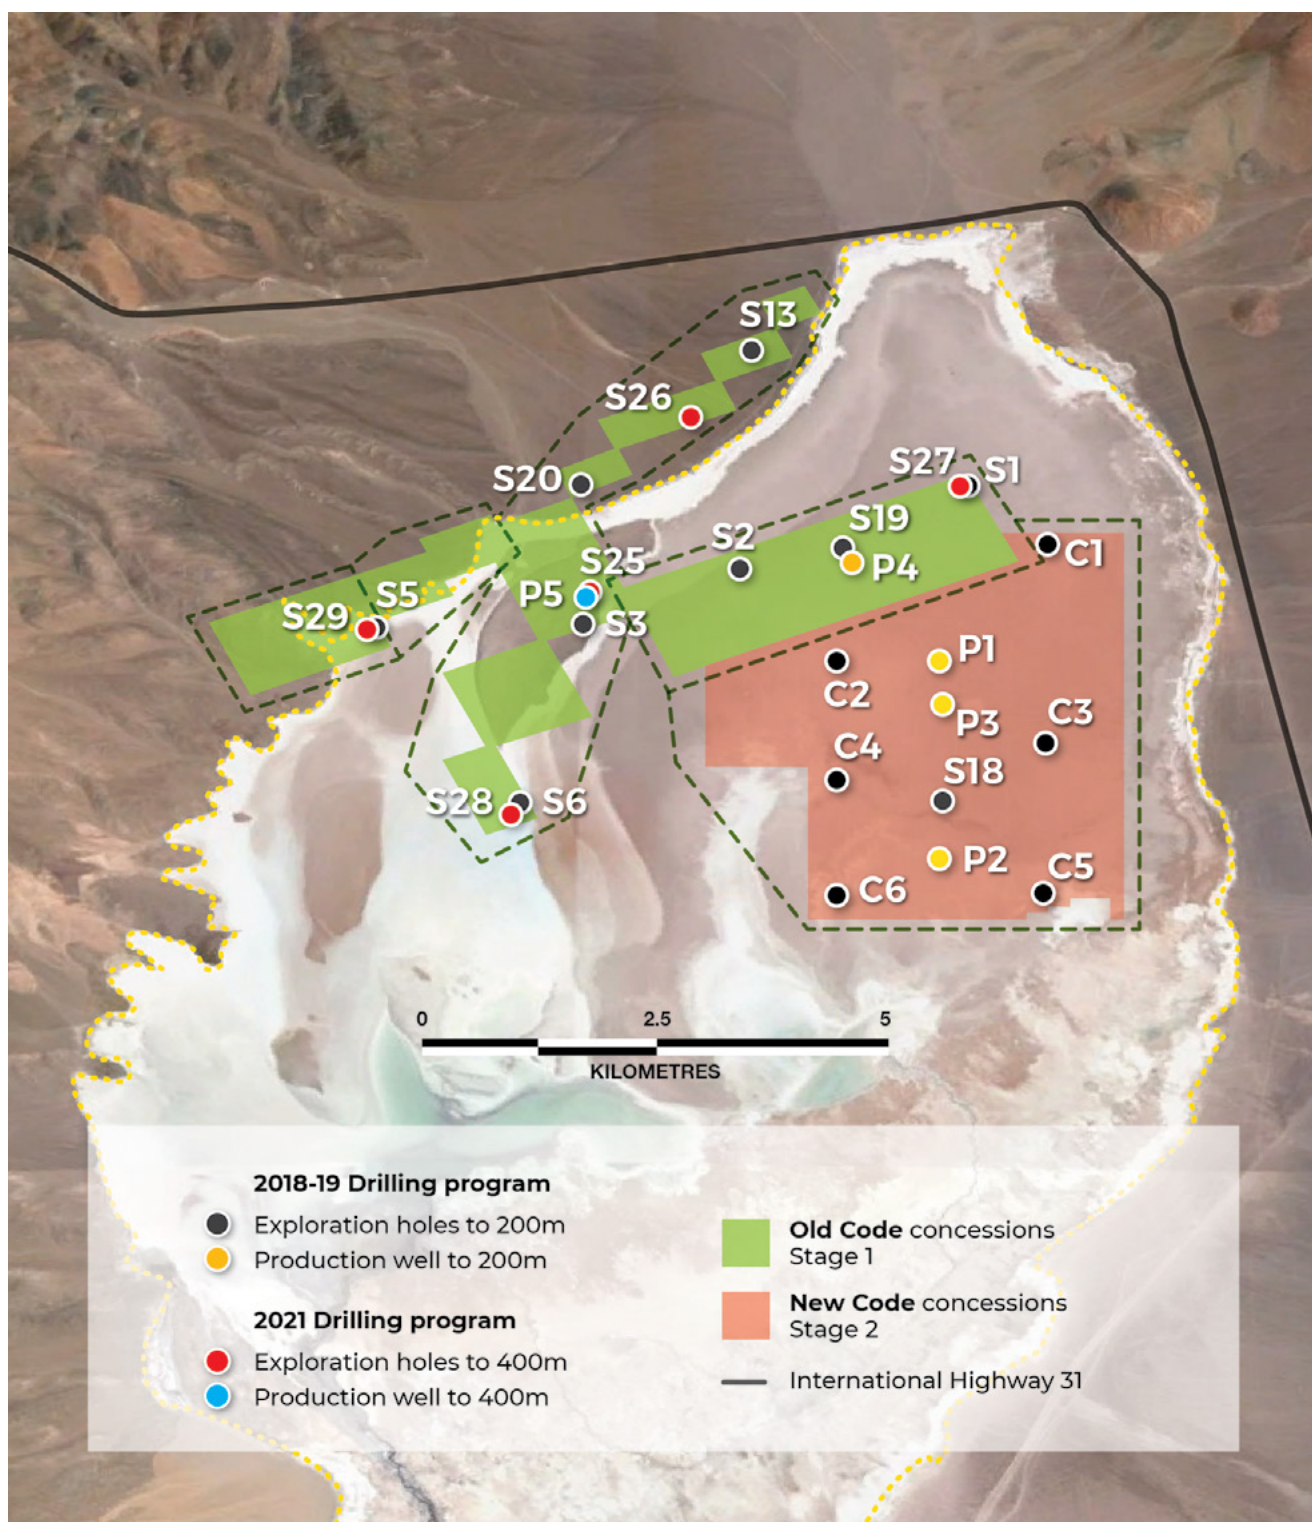 S13
S26
S20
S27
S1
S19
S2
P4
C1
S25
P5
S3
S5
S29
P1
C2
P3
C3
C4
S18
S28
S6
P2
C5
C6
0 2.5 5
KILOMETRES
2018-19 Drilling program
Exploration holes to 200m
Production well to 200m
2021 Drilling program
Exploration holes to 400m
Production well to 400m
Old Code concessions
Stage 1
New Code concessions
Stage 2
International Highway 31